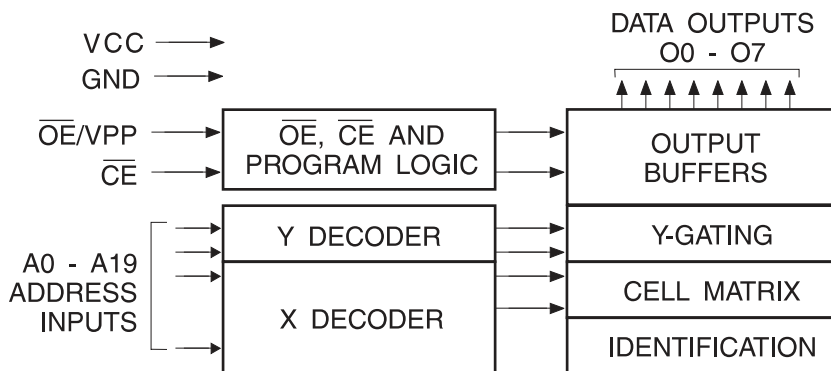 DATA OUTPUTS
O0 - O7
VCC
GND
OE/VPP
CE
OE, CE AND
PROGRAM LOGIC
OUTPUT
BUFFERS
A0 - A19
ADDRESS
INPUTS
Y DECODER
Y-GATING
X DECODER
CELL MATRIX
IDENTIFICATION